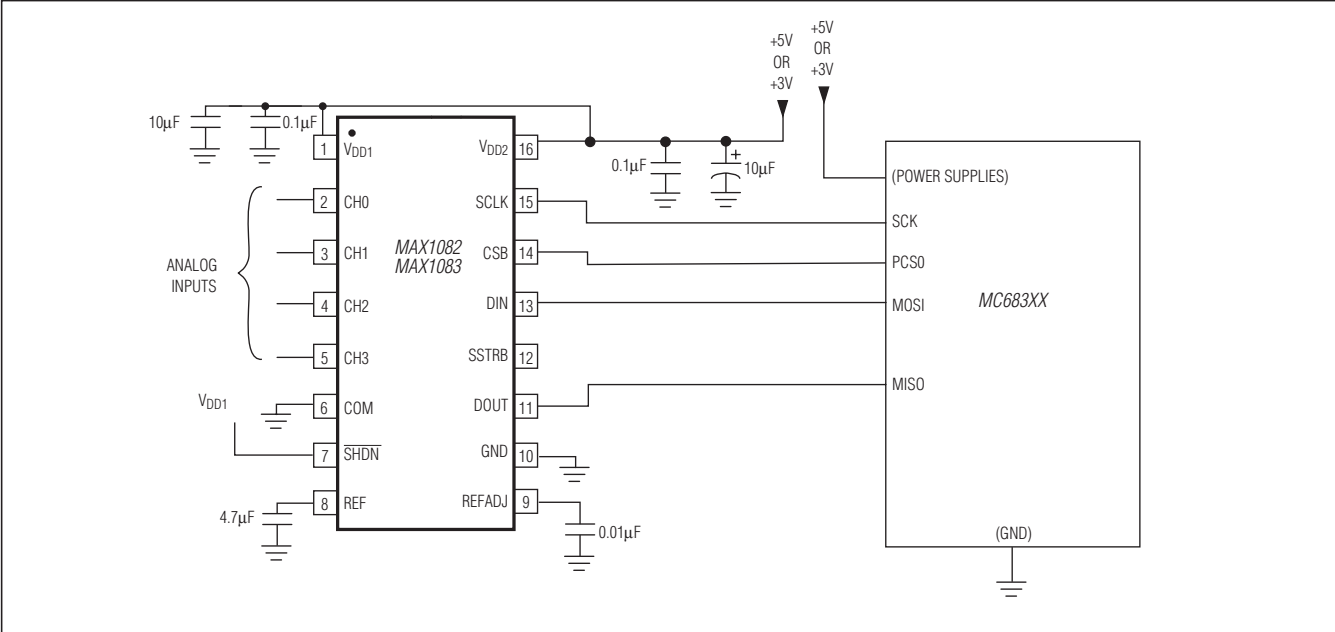 +5V
OR
+3V
+5V
OR
+3V
10μF
0.1μF
1
VDD1
VDD2
16
0.1μF
+
10μF
(POWER SUPPLIES)
2
CH0
SCLK
15
SCK
ANALOG
INPUTS
3
CH1
MAX1082
MAX1083
CSB
14
PCS0
4
CH2
DIN
13
MOSI
MC683XX
5
CH3
SSTRB
12
VDD1
6
COM
DOUT
11
MISO
7
SHDN
GND
10
4.7μF
8
REF
REFADJ
9
0.01μF
(GND)